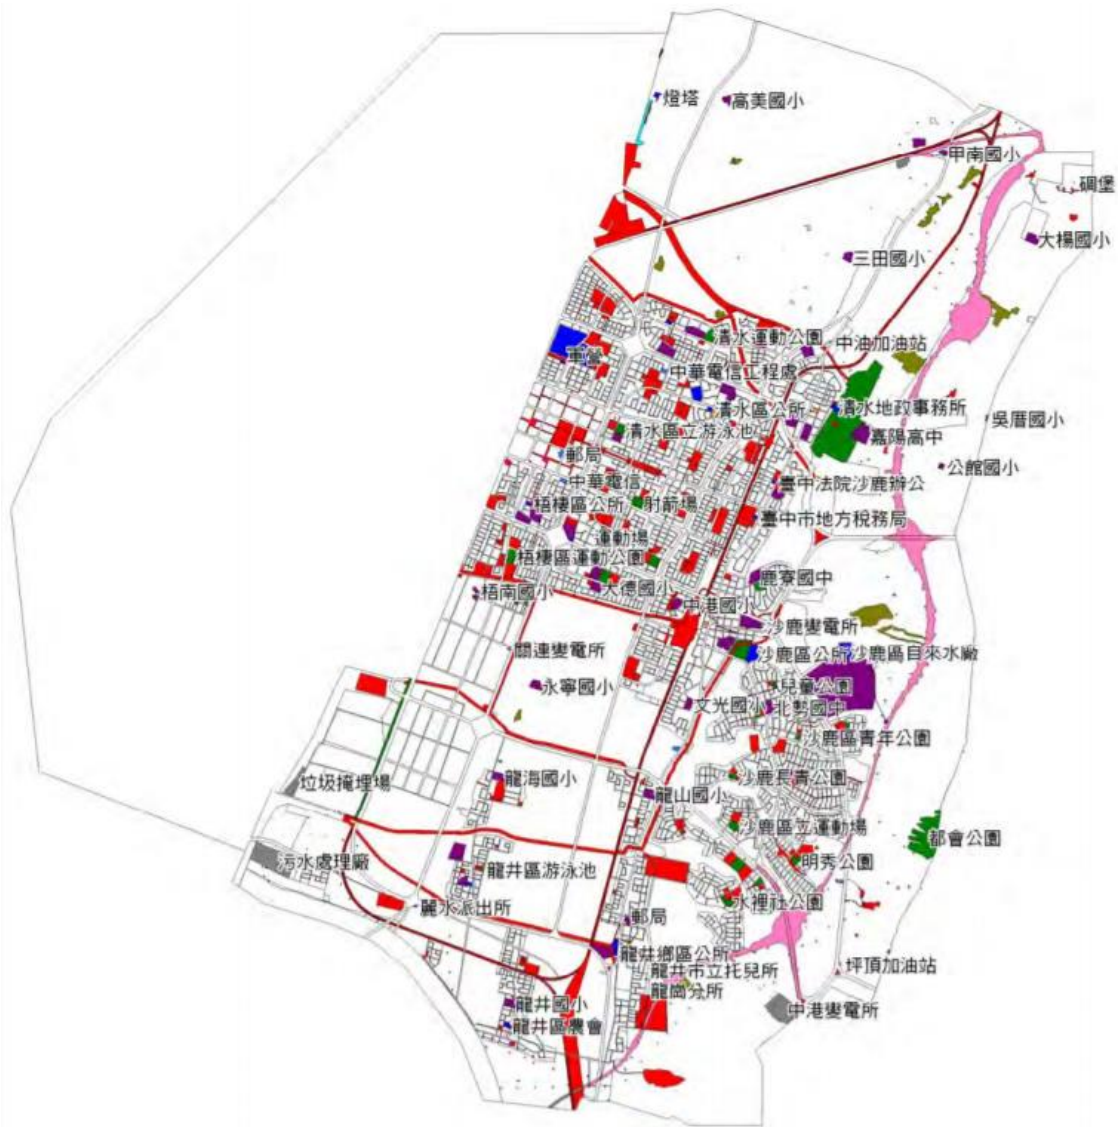 燈塔
高美國小
甲南國小
碉堡
大楊國小
三田國小
清水運動公園
中油加油站
軍營
中華電信工程處
清水區公所
清水地政事務所
吳厝國小
清水區立游泳池
嘉陽高中
郵局
公館國小
中華電信
臺中法院沙鹿辦公
梧棲區公所
射箭場
臺中市地方稅務局
運動場
梧棲區運動公園
鹿寮國中
梧南國小
大德國小
中港國小
沙鹿變電所
關連變電所
沙鹿區公所
沙鹿區自來水廠
永寧國小
兒童公園
文光國小
北勢國中
沙鹿區青年公園
垃圾掩埋場
龍海國小
沙鹿長青公園
龍山國小
沙鹿區立運動場
都會公園
污水處理廠
龍井區游泳池
明秀公園
麗水派出所
水裡社公園
郵局
龍井鄉區公所
龍井市立托兒所
龍崗分所
坪頂加油站
龍井國小
中港變電所
龍井區農會